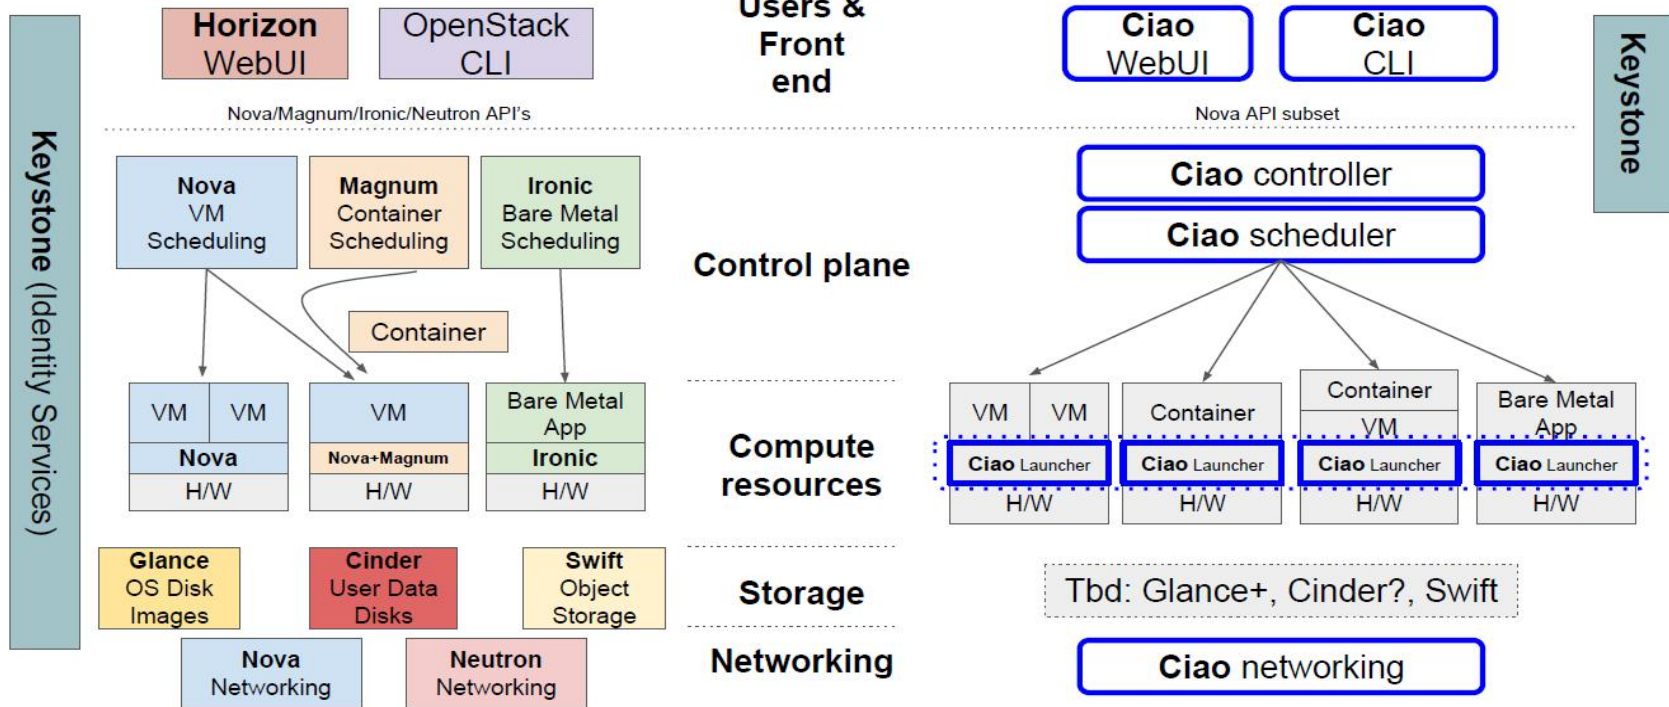 Keystone (Identity Services)
Horizon
WebUI
OpenStack
CLI
Nova/Magnum/Ironic/Neutron API's
Users &
Front
end
Ciao
WebUI
Ciao
CLI
Nova API subset
Keystone
Nova
VM
Scheduling
Magnum
Container
Scheduling
Ironic
Bare Metal
Scheduling
Container
Control plane
Ciao controller
Ciao scheduler
VM
VM
Nova
H/W
VM
Nova+Magnum
H/W
Bare Metal
App
Ironic
H/W
Compute
resources
VM
VM
Ciao Launcher
H/W
Container
Ciao Launcher
H/W
Container
VM
Ciao Launcher
H/W
Bare Metal
App
Ciao Launcher
H/W
Glance
OS Disk
Images
Cinder
User Data
Disks
Swift
Object
Storage
Storage
Tbd: Glance+, Cinder?, Swift
Nova
Networking
Neutron
Networking
Networking
Ciao networking